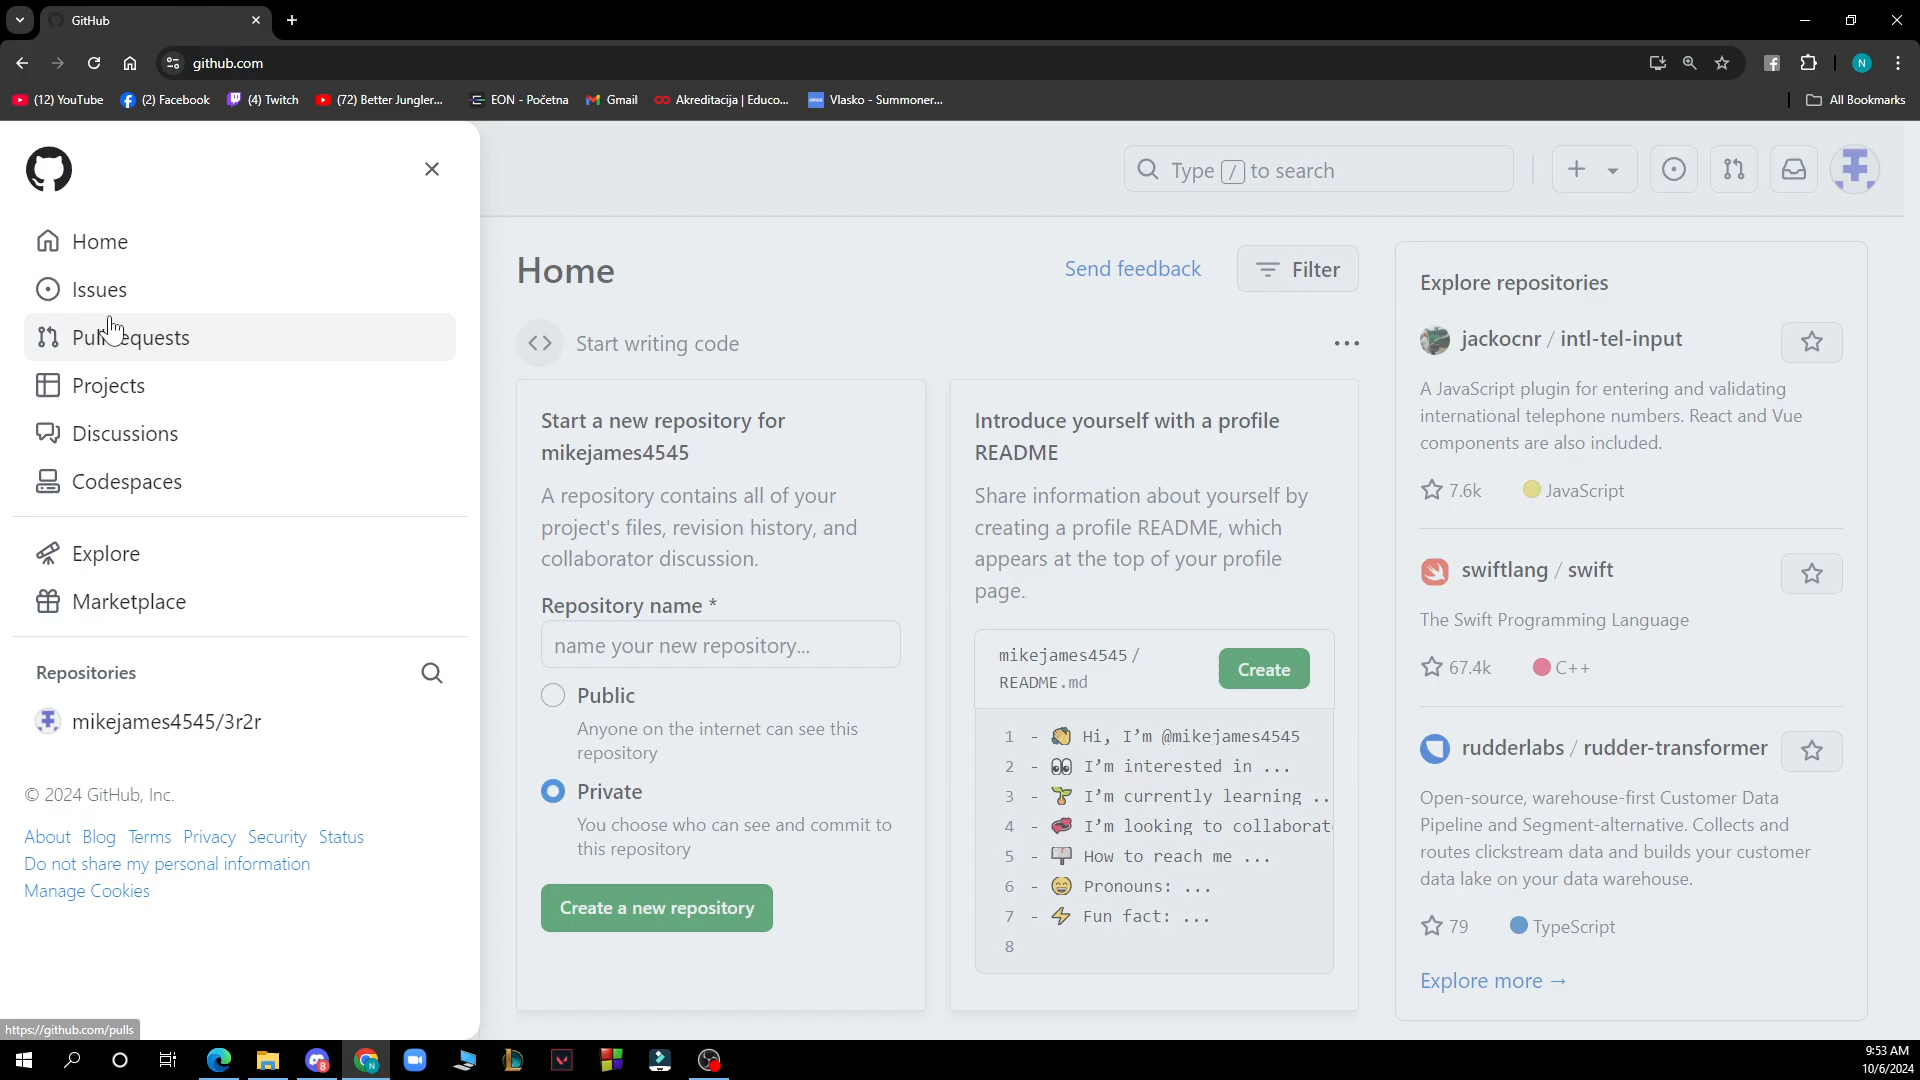 GitHub
github.com
(12) YouTube
(2) Facebook
(4) Twitch
(72) Better Jungler...
EON - Početna
Gmail
Akreditacija | Educo...
Vlasko - Summoner...
All Bookmarks
N
Type / to search
Home
Issues
Pull requests
Projects
Discussions
Codespaces
Explore
Marketplace
Repositories
mikejames4545/3r2r
© 2024 GitHub, Inc.
About Blog Terms Privacy Security Status
Do not share my personal information
Manage Cookies
https://github.com/pulls
Home
Send feedback
Filter
Start writing code
Start a new repository for
mikejames4545
A repository contains all of your
project's files, revision history, and
collaborator discussion.
Repository name *
name your new repository...
Public
Anyone on the internet can see this
repository
Private
You choose who can see and commit to
this repository
Create a new repository
Introduce yourself with a profile
README
Share information about yourself by
creating a profile README, which
appears at the top of your profile
page.
mikejames4545 /
README.md
Create
1 - 👋 Hi, I’m @mikejames4545
2 - 👀 I’m interested in ...
3 - 🌱 I’m currently learning ..
4 - 💞️ I’m looking to collaborat
5 - 📫 How to reach me ...
6 - 😄 Pronouns: ...
7 - ⚡ Fun fact: ...
8
Explore repositories
jackocnr / intl-tel-input
A JavaScript plugin for entering and validating
international telephone numbers. React and Vue
components are also included.
7.6k JavaScript
swiftlang / swift
The Swift Programming Language
67.4k C++
rudderlabs / rudder-transformer
Open-source, warehouse-first Customer Data
Pipeline and Segment-alternative. Collects and
routes clickstream data and builds your customer
data lake on your data warehouse.
79 TypeScript
Explore more →
9:53 AM
10/6/2024